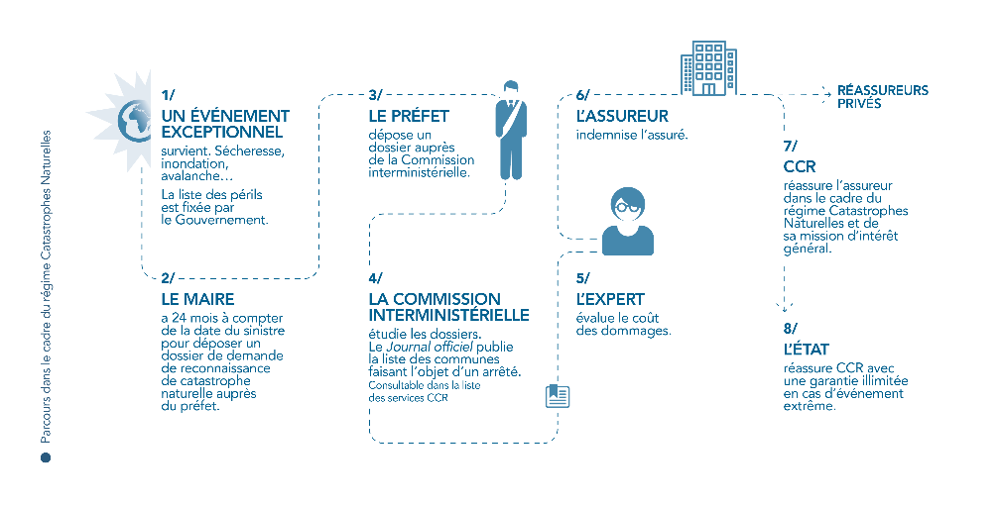 Parcours dans le cadre du régime Catastrophes Naturelles
1/
UN ÉVÉNEMENT
EXCEPTIONNEL
survient. Sécheresse,
inondation,
avalanche…
La liste des périls
est fixée par
le Gouvernement.
2/
LE MAIRE
a 24 mois à compter
de la date du sinistre
pour déposer un
dossier de demande
de reconnaissance
de catastrophe
naturelle auprès
du préfet.
3/
LE PRÉFET
dépose un
dossier auprès
de la Commission
interministérielle.
4/
LA COMMISSION
INTERMINISTÉRIELLE
étudie les dossiers.
Le Journal officiel publie
la liste des communes
faisant l’objet d’un arrêté.
Consultable dans la liste
des services CCR
5/
L’EXPERT
évalue le coût
des dommages.
6/
L’ASSUREUR
indemnise l’assuré.
RÉASSUREURS
PRIVÉS
7/
CCR
réassure l’assureur
dans le cadre du
régime Catastrophes
Naturelles et de
sa mission d’intérêt
général.
8/
L’ÉTAT
réassure CCR avec
une garantie illimitée
en cas d’événement
extrême.